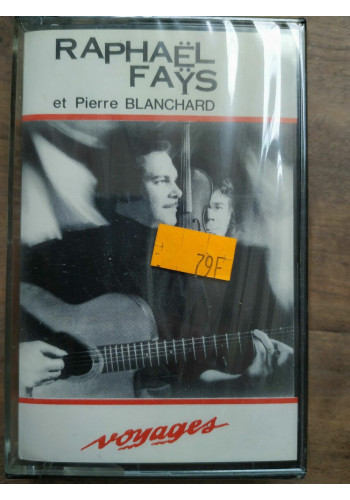 RAPHAËL
FAŸS
et Pierre BLANCHARD
79F
voyages